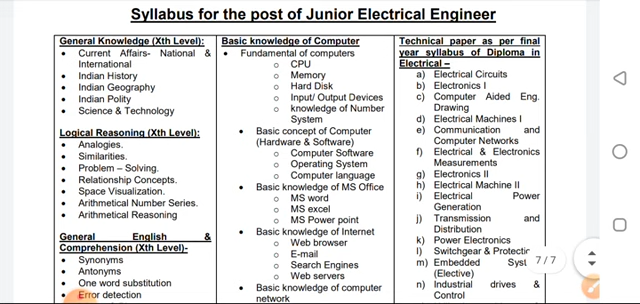 Syllabus for the post of Junior Electrical Engineer
General Knowledge (Xth Level):
• Current Affairs- National &
International
• Indian History
• Indian Geography
• Indian Polity
• Science & Technology
Logical Reasoning (Xth Level):
• Analogies.
• Similarities.
• Problem – Solving.
• Relationship Concepts.
• Space Visualization.
• Arithmetical Number Series.
• Arithmetical Reasoning
General English &
Comprehension (Xth Level)-
• Synonyms
• Antonyms
• One word substitution
• Error detection
Basic knowledge of Computer
• Fundamental of computers
o CPU
o Memory
o Hard Disk
o Input/ Output Devices
o knowledge of Number
System
• Basic concept of Computer
(Hardware & Software)
o Computer Software
o Operating System
o Computer language
• Basic knowledge of MS Office
o MS word
o MS excel
o MS Power point
• Basic knowledge of Internet
o Web browser
o E-mail
o Search Engines
o Web servers
• Basic knowledge of computer
network
Technical paper as per final
year syllabus of Diploma in
Electrical –
a) Electrical Circuits
b) Electronics I
c) Computer Aided Eng.
Drawing
d) Electrical Machines I
e) Communication and
Computer Networks
f) Electrical & Electronics
Measurements
g) Electronics II
h) Electrical Machine II
i) Electrical Power
Generation
j) Transmission and
Distribution
k) Power Electronics
l) Switchgear &
m) Embedded
(Elective)
n) Industrial drives &
Control
7 / 7